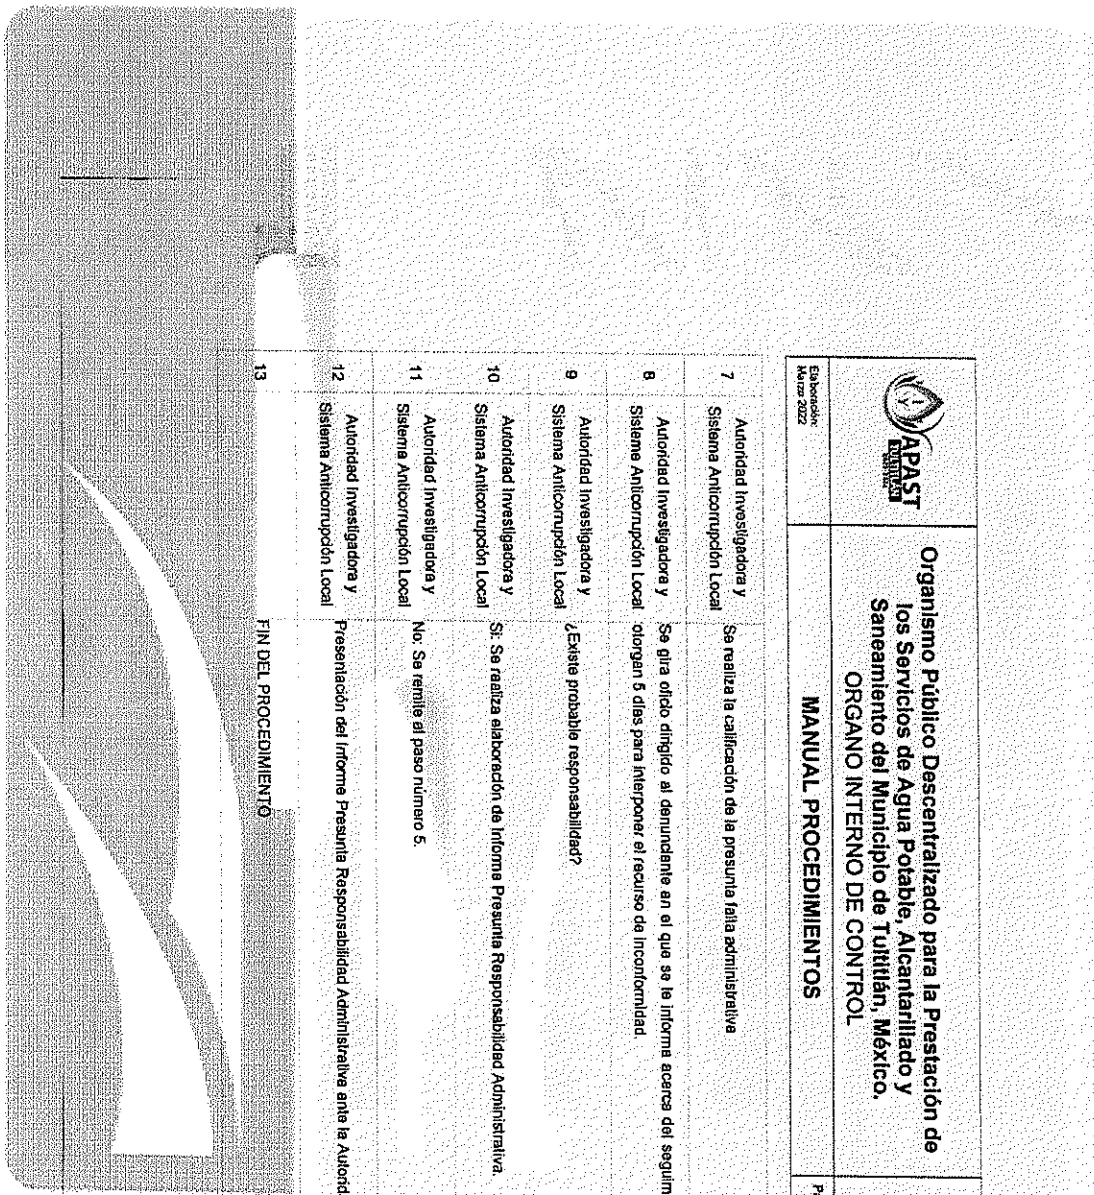 APAST
TULTITLÁN
Organismo Público Descentralizado para la Prestación de
los Servicios de Agua Potable, Alcantarillado y
Saneamiento del Municipio de Tultitlán, México.
ORGANO INTERNO DE CONTROL
Elaboración:
Marzo 2022
MANUAL PROCEDIMIENTOS
7
Autoridad Investigadora y
Sistema Anticorrupción Local
Se realiza la calificación de la presunta falla administrativa
8
Autoridad Investigadora y
Sistema Anticorrupción Local
Se gira oficio dirigido al denunciante en el que se le informa acerca del seguim
otorgan 5 días para interponer el recurso de inconformidad.
9
Autoridad Investigadora y
Sistema Anticorrupción Local
¿Existe probable responsabilidad?
10
Autoridad Investigadora y
Sistema Anticorrupción Local
Si: Se realiza elaboración de Informe Presunta Responsabilidad Administrativa.
11
Autoridad Investigadora y
Sistema Anticorrupción Local
No: Se remite al paso número 5.
12
Autoridad Investigadora y
Sistema Anticorrupción Local
Presentación del Informe Presunta Responsabilidad Administrativa ante la Autorid
13
FIN DEL PROCEDIMIENTO